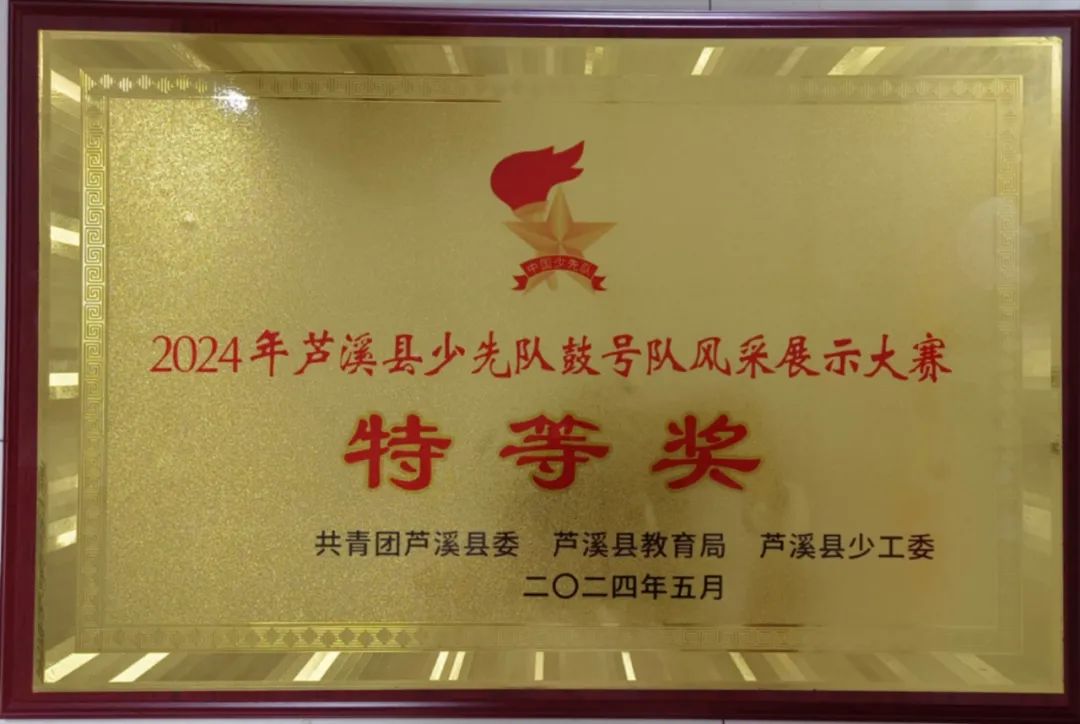 中国少先队
2024年芦溪县少先队鼓号队风采展示大赛
特等奖
共青团芦溪县委 芦溪县教育局 芦溪县少工委
二〇二四年五月